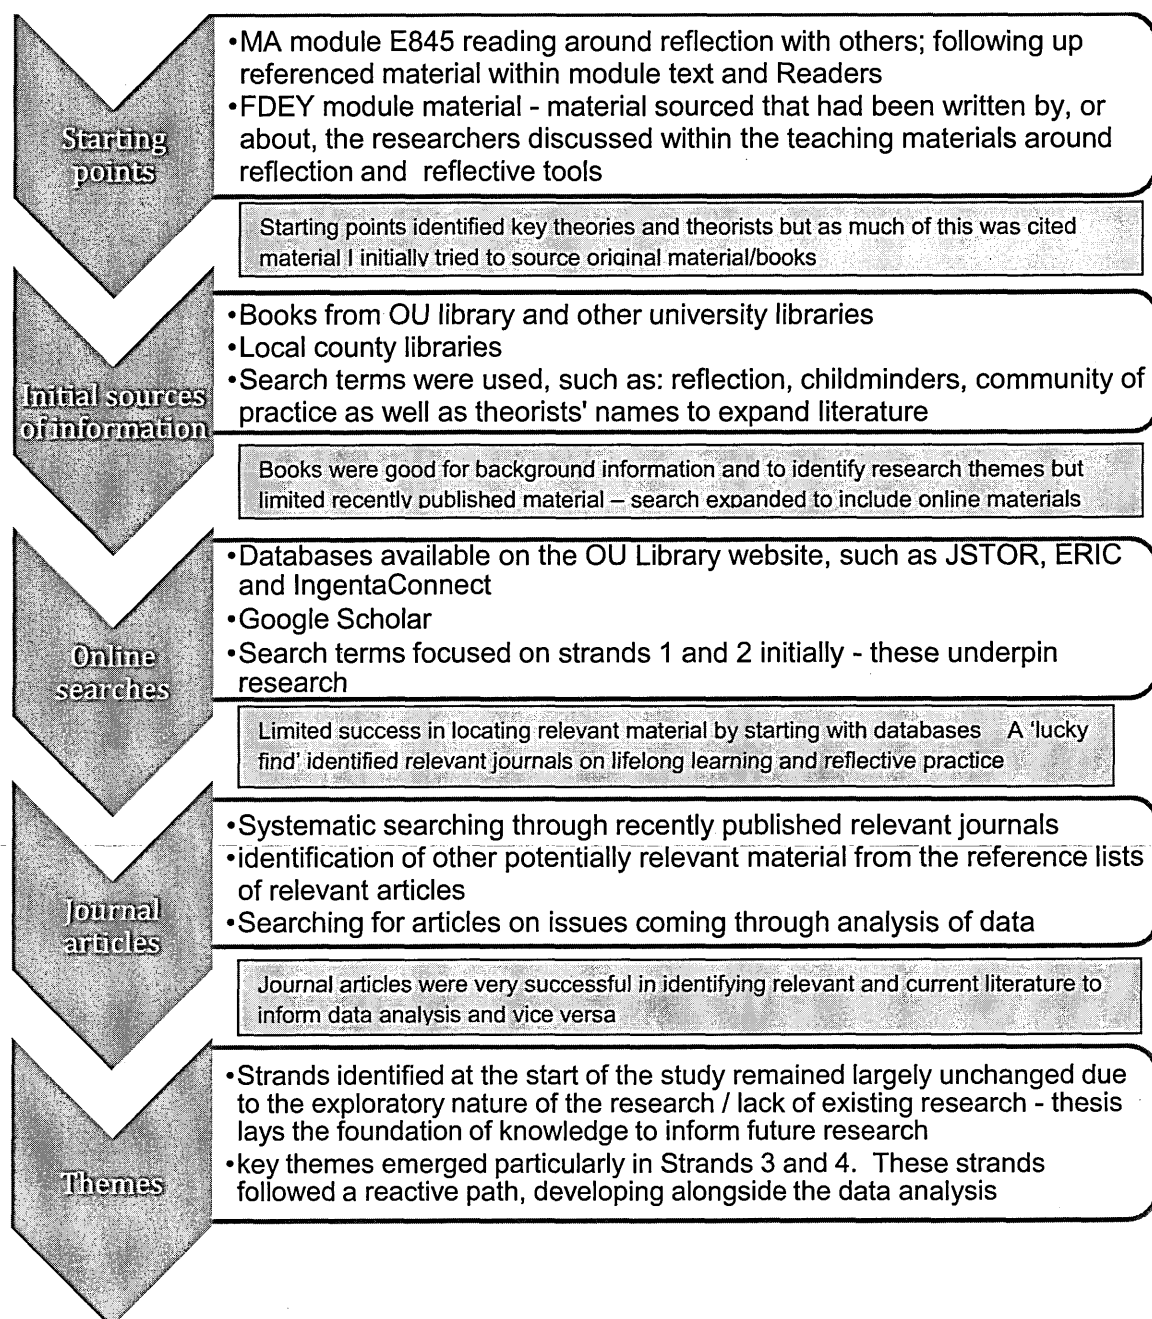 Starting
points
•MA module E845 reading around reflection with others; following up
referenced material within module text and Readers
•FDEY module material - material sourced that had been written by, or
about, the researchers discussed within the teaching materials around
reflection and reflective tools
Starting points identified key theories and theorists but as much of this was cited
material I initially tried to source original material/books
Initial sources
of information
•Books from OU library and other university libraries
•Local county libraries
•Search terms were used, such as: reflection, childminders, community of
practice as well as theorists' names to expand literature
Books were good for background information and to identify research themes but
limited recently published material – search expanded to include online materials
Online
searches
•Databases available on the OU Library website, such as JSTOR, ERIC
and IngentaConnect
•Google Scholar
•Search terms focused on strands 1 and 2 initially - these underpin
research
Limited success in locating relevant material by starting with databases A 'lucky
find' identified relevant journals on lifelong learning and reflective practice
Journal
articles
•Systematic searching through recently published relevant journals
•identification of other potentially relevant material from the reference lists
of relevant articles
•Searching for articles on issues coming through analysis of data
Journal articles were very successful in identifying relevant and current literature to
inform data analysis and vice versa
Themes
•Strands identified at the start of the study remained largely unchanged due
to the exploratory nature of the research / lack of existing research - thesis
lays the foundation of knowledge to inform future research
•key themes emerged particularly in Strands 3 and 4. These strands
followed a reactive path, developing alongside the data analysis